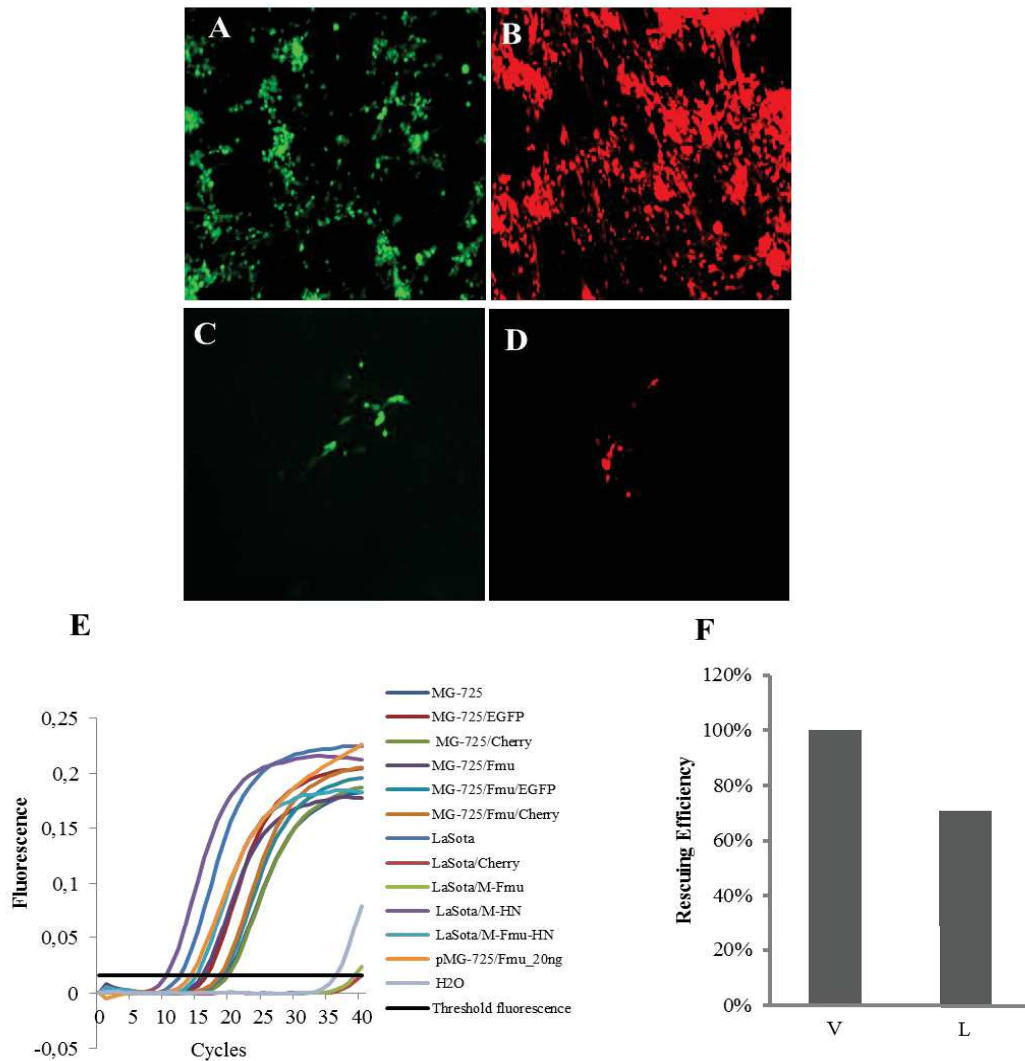 A
B
C
D
E
Fluorescence
0,25
0,2
0,15
0,1
0,05
0
-0,05
0 5 10 15 20 25 30 35 40
Cycles
MG-725
MG-725/EGFP
MG-725/Cherry
MG-725/Fmu
MG-725/Fmu/EGFP
MG-725/Fmu/Cherry
LaSota
LaSota/Cherry
LaSota/M-Fmu
LaSota/M-HN
LaSota/M-Fmu-HN
pMG-725/Fmu_20ng
H2O
Threshold fluorescence
F
Rescuing Efficiency
120%
100%
80%
60%
40%
20%
0%
V L